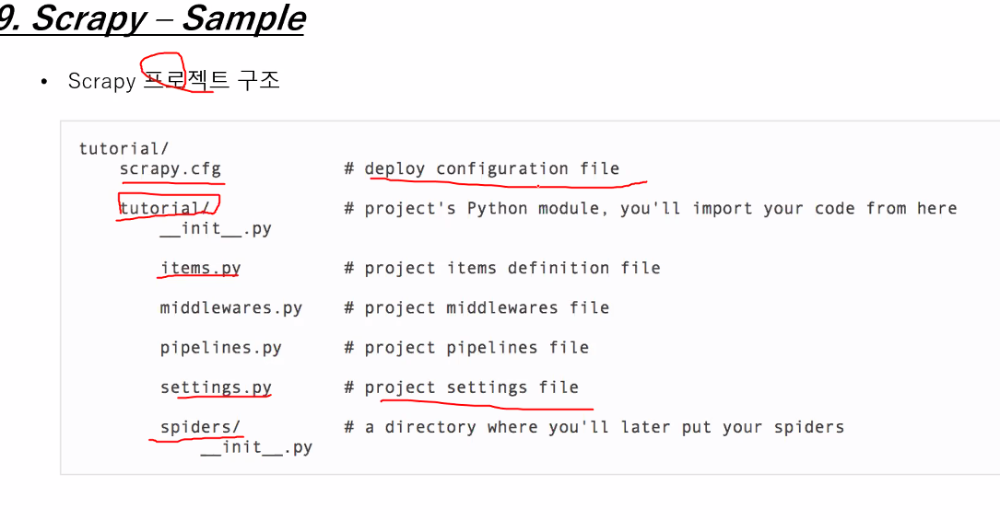 9. Scrapy – Sample
• Scrapy 프로젝트 구조
tutorial/
scrapy.cfg # deploy configuration file
tutorial/ # project's Python module, you'll import your code from here
__init__.py
items.py # project items definition file
middlewares.py # project middlewares file
pipelines.py # project pipelines file
settings.py # project settings file
spiders/ # a directory where you'll later put your spiders
__init__.py